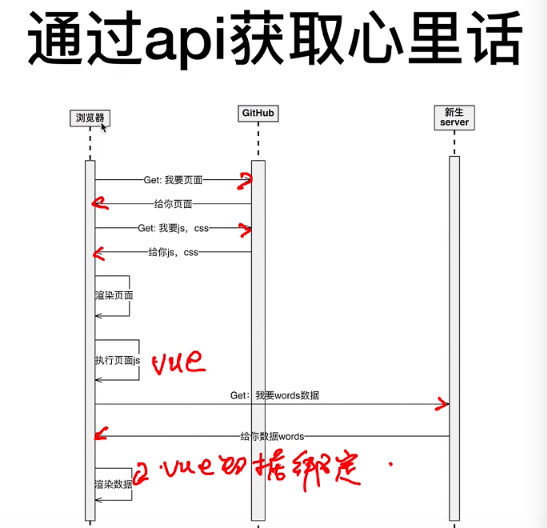 通过api获取心里话
浏览器
GitHub
新生
server
Get: 我要页面
给你页面
Get: 我要js，css
给你js，css
渲染页面
执行页面js
vue
Get：我要words数据
给你数据words
渲染数据
vue数据绑定